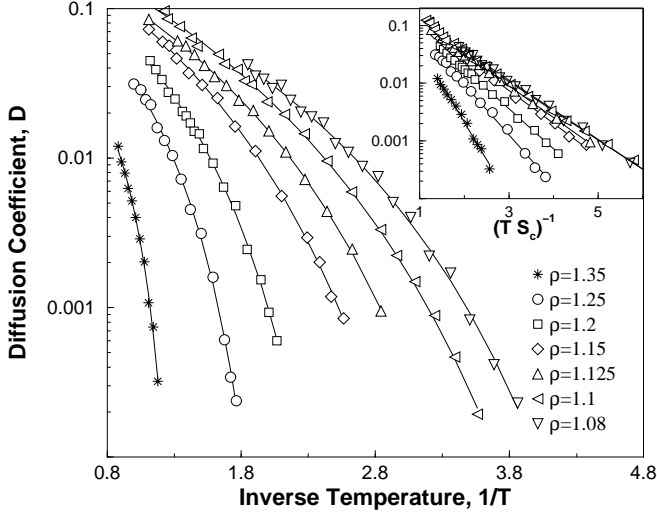 0.1
0.01
0.001
Diffusion Coefficient, D
0.8 1.8 2.8 3.8 4.8
Inverse Temperature, 1/T
0.1
0.01
0.001
1 3 5
(T S_c)^−1
ρ=1.35
ρ=1.25
ρ=1.2
ρ=1.15
ρ=1.125
ρ=1.1
ρ=1.08